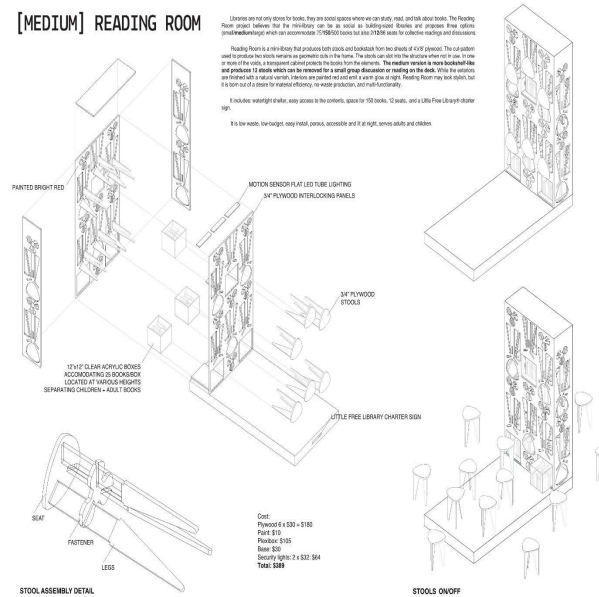 [MEDIUM] READING ROOM
Libraries are not only stores for books, they are social spaces where we can study, read, and talk about books. The Reading
Room project believes that the mini-library can be as social as building-sized libraries and proposes three options
(small/medium/large) which can accommodate 75/150/500 books but also 2/12/96 seats for collective readings and discussions.
Reading Room is a mini-library that produces both stools and bookstack from two sheets of 4'x'8' plywood. The cut-pattern
used to produce two stools remains as geometric cuts in the frame. The stools can slot into the structure when not in use. In one
or more of the voids, a transparent cabinet protects the books from the elements. The medium version is more bookshelf-like
and produces 12 stools which can be removed for a small group discussion or reading on the deck. While the exteriors
are finished with a natural varnish, interiors are painted red and emit a warm glow at night. Reading Room may look stylish, but
it is born out of a desire for material efficiency, no-waste production, and multi-functionality.
It includes: watertight shelter, easy access to the contents, space for 150 books, 12 seats, and a Little Free Library® charter
sign.
It is low waste, low-budget, easy install, porous, accessible and lit at night, serves adults and children.
PAINTED BRIGHT RED
MOTION SENSOR FLAT LED TUBE LIGHTING
3/4" PLYWOOD INTERLOCKING PANELS
3/4" PLYWOOD
STOOLS
12"x12" CLEAR ACRYLIC BOXES
ACCOMODATING 25 BOOKS/BOX
LOCATED AT VARIOUS HEIGHTS
SEPARATING CHILDREN + ADULT BOOKS
LITTLE FREE LIBRARY CHARTER SIGN
SEAT
FASTENER
LEGS
Cost:
Plywood 6 x $30 = $180
Paint: $10
Plexibox: $105
Base: $30
Security lights: 2 x $32: $64
Total: $389
STOOL ASSEMBLY DETAIL
STOOLS ON/OFF